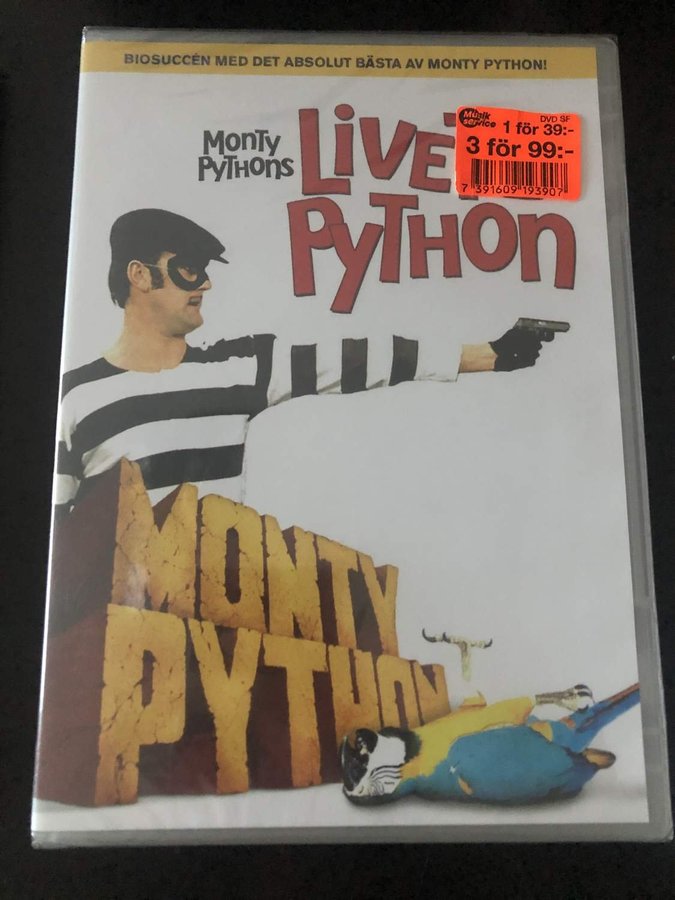 BIOSUCCÉN MED DET ABSOLUT BÄSTA AV MONTY PYTHON!
Musik
service
DVD SF
1 för 39:-
3 för 99:-
7 391609 193907
MONTY
PYTHONS
LIVET
PYTHON
MONTY
PYTHON